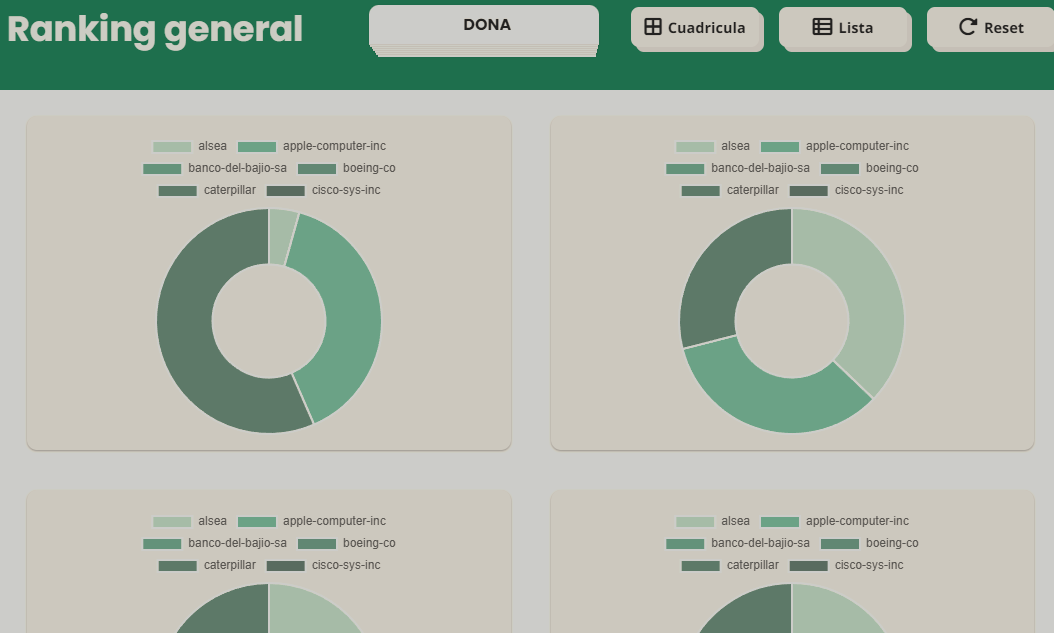 Ranking general
DONA
Cuadricula
Lista
Reset
alsea apple-computer-inc
banco-del-bajio-sa boeing-co
caterpillar cisco-sys-inc
alsea apple-computer-inc
banco-del-bajio-sa boeing-co
caterpillar cisco-sys-inc
alsea apple-computer-inc
banco-del-bajio-sa boeing-co
caterpillar cisco-sys-inc
alsea apple-computer-inc
banco-del-bajio-sa boeing-co
caterpillar cisco-sys-inc